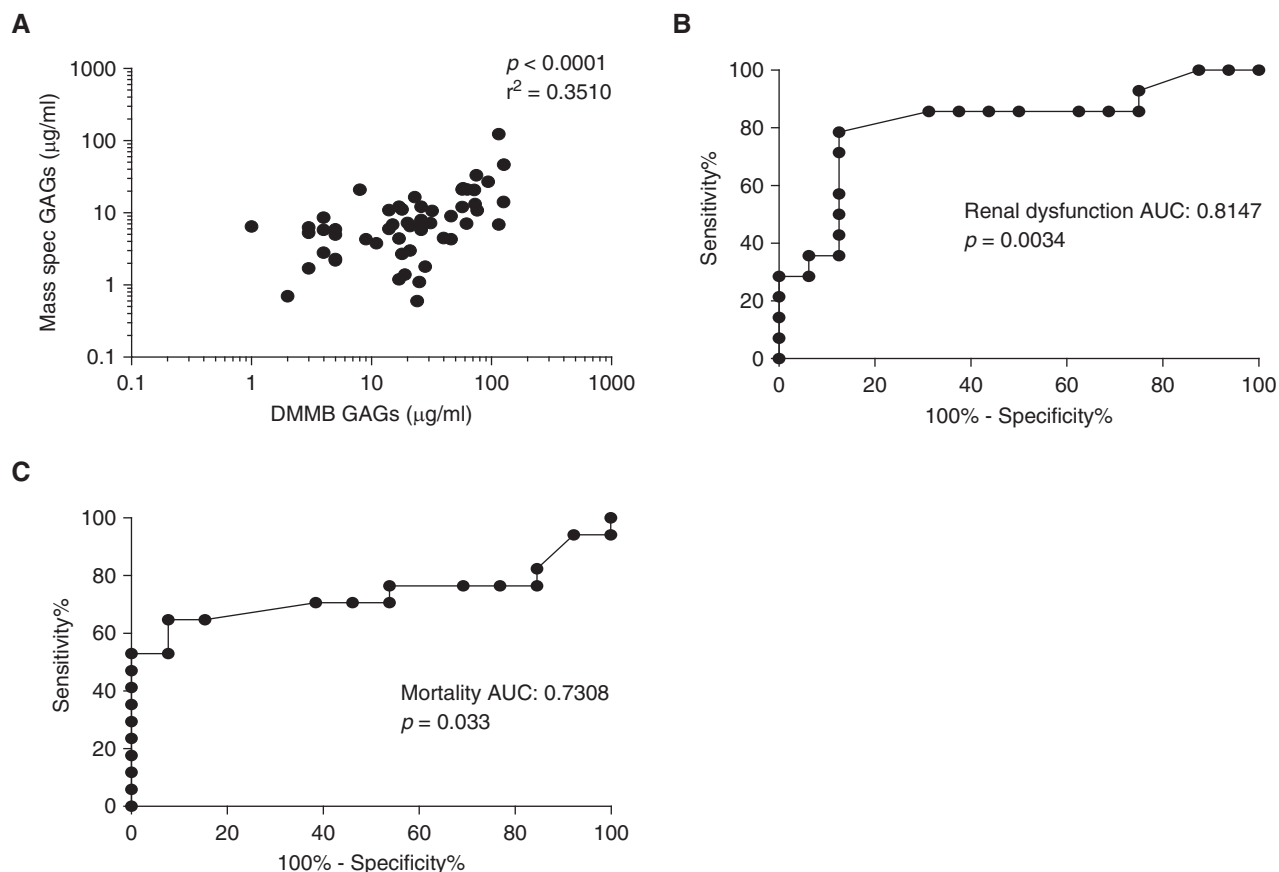 A
p < 0.0001
r² = 0.3510
1000
100
10
1
0.1
Mass spec GAGs (μg/ml)
0.1 1 10 100 1000
DMMB GAGs (μg/ml)
B
100
80
60
40
20
0
Sensitivity%
Renal dysfunction AUC: 0.8147
p = 0.0034
0 20 40 60 80 100
100% - Specificity%
C
100
80
60
40
20
0
Sensitivity%
Mortality AUC: 0.7308
p = 0.033
0 20 40 60 80 100
100% - Specificity%